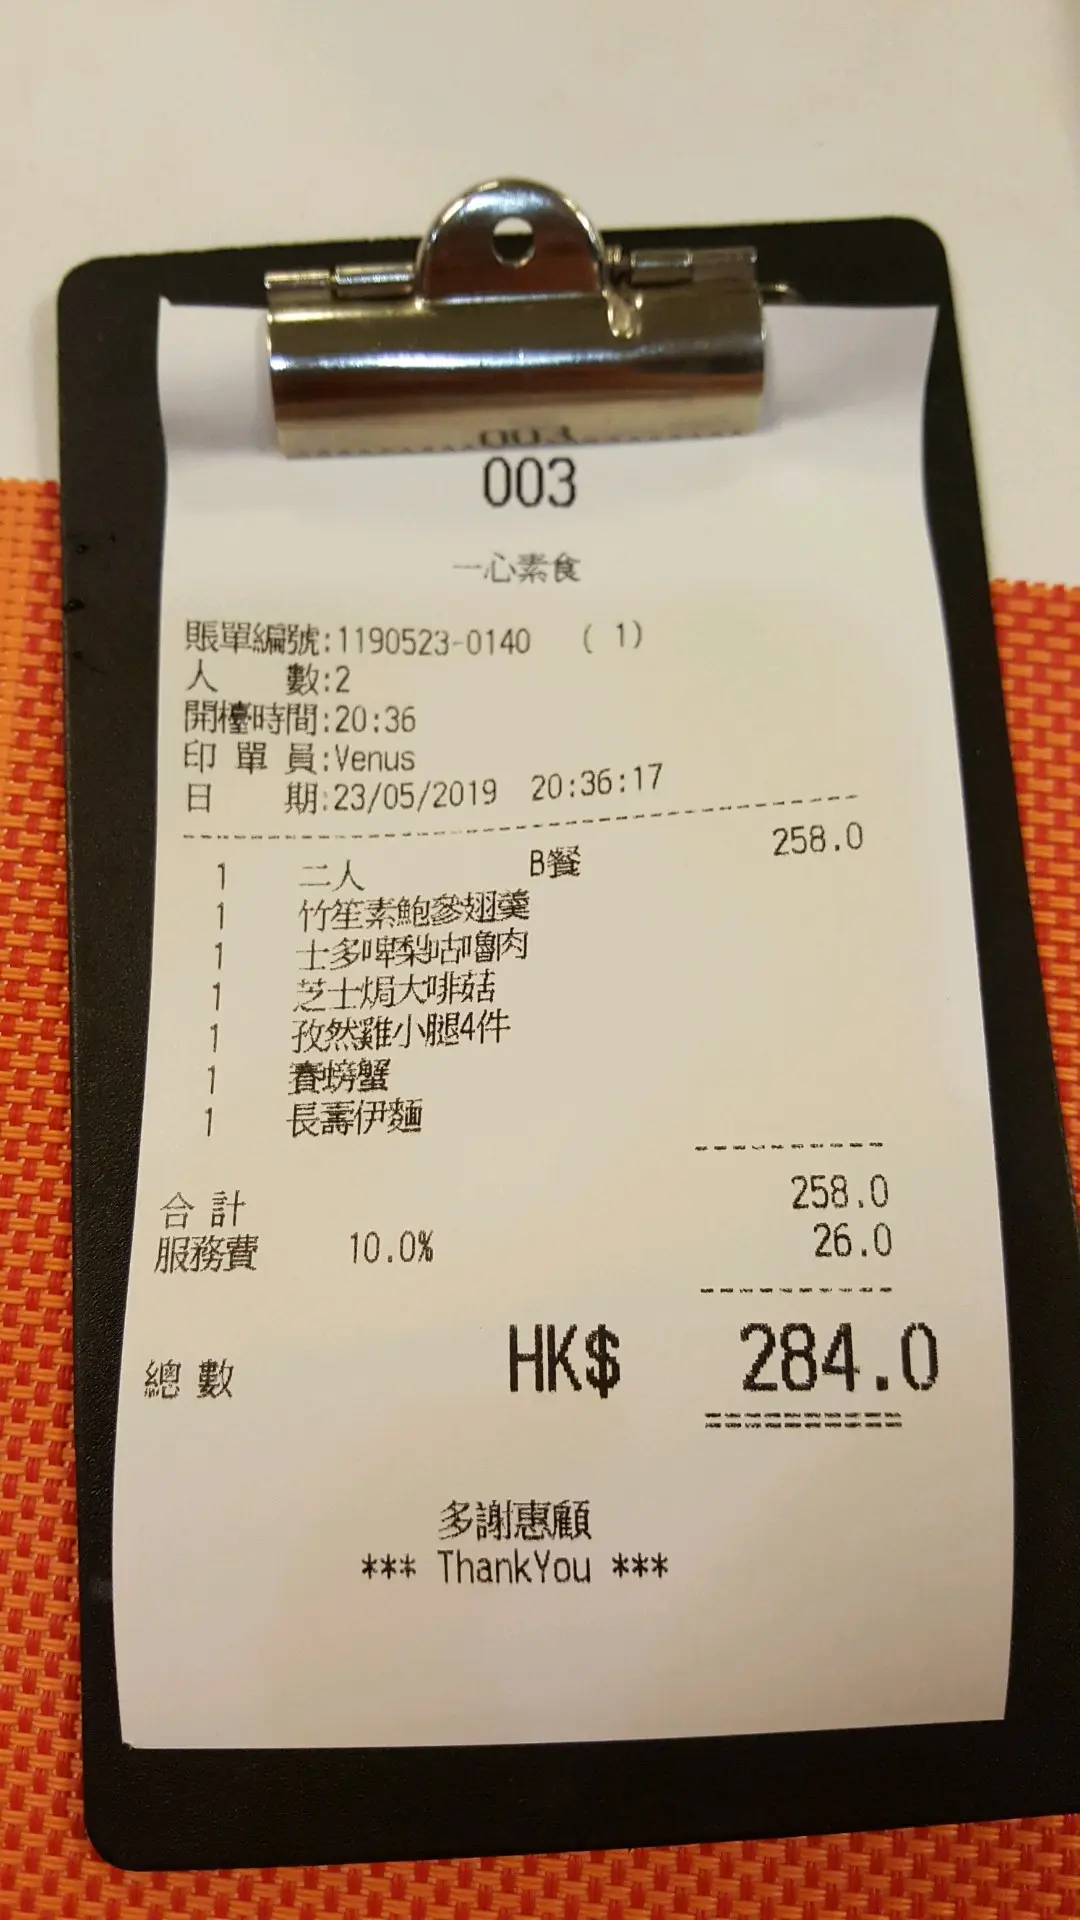 003
一心素食
賬單編號:1190523-0140 ( 1)
人 數:2
開檯時間:20:36
印 單 員:Venus
日 期:23/05/2019 20:36:17
1 二人 B餐 258.0
1 竹笙素鮑參翅羹
1 士多啤梨咕嚕肉
1 芝士焗大啡菇
1 孜然雞小腿4件
1 賽螃蟹
1 長壽伊麵
合 計 258.0
服務費 10.0% 26.0
總 數 HK$ 284.0
多謝惠顧
*** ThankYou ***